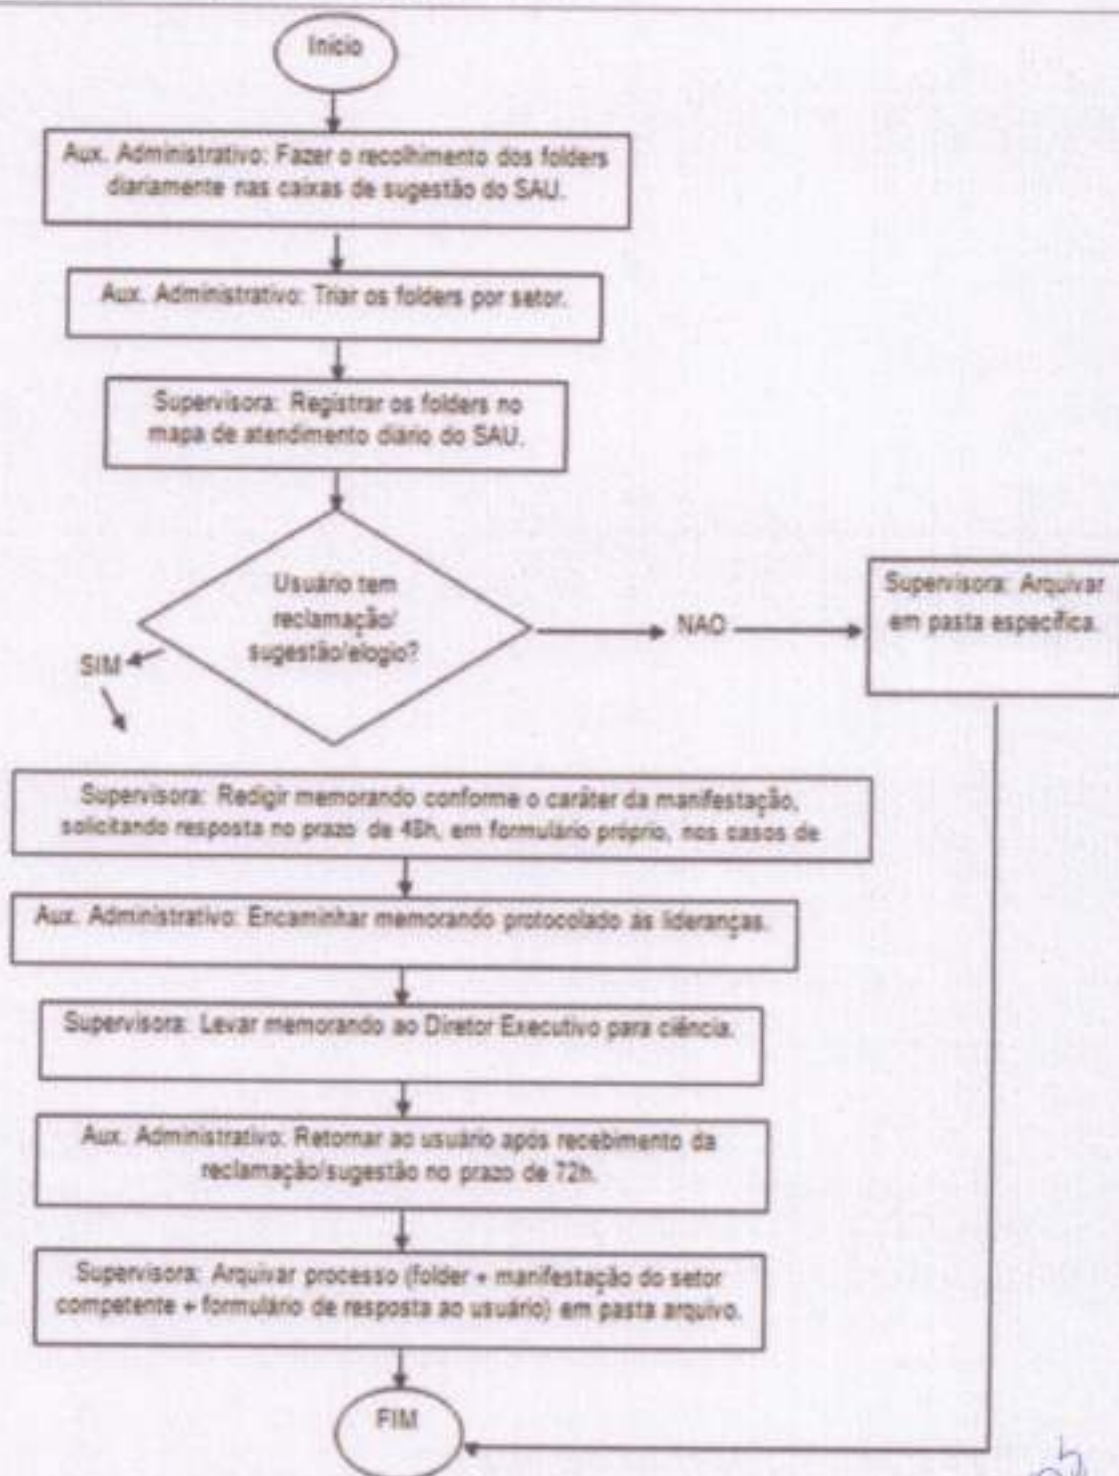 Início
Aux. Administrativo: Fazer o recolhimento dos folders
diariamente nas caixas de sugestão do SAU.
Aux. Administrativo: Triar os folders por setor.
Supervisora: Registrar os folders no
mapa de atendimento diário do SAU.
Usuário tem
reclamação/
sugestão/elogio?
NAO
Supervisora: Arquivar
em pasta específica.
SIM
Supervisora: Redigir memorando conforme o caráter da manifestação,
solicitando resposta no prazo de 48h, em formulário próprio, nos casos de
Aux. Administrativo: Encaminhar memorando protocolado às lideranças.
Supervisora: Levar memorando ao Diretor Executivo para ciência.
Aux. Administrativo: Retornar ao usuário após recebimento da
reclamação/sugestão no prazo de 72h.
Supervisora: Arquivar processo (folder + manifestação do setor
competente + formulário de resposta ao usuário) em pasta arquivo.
FIM